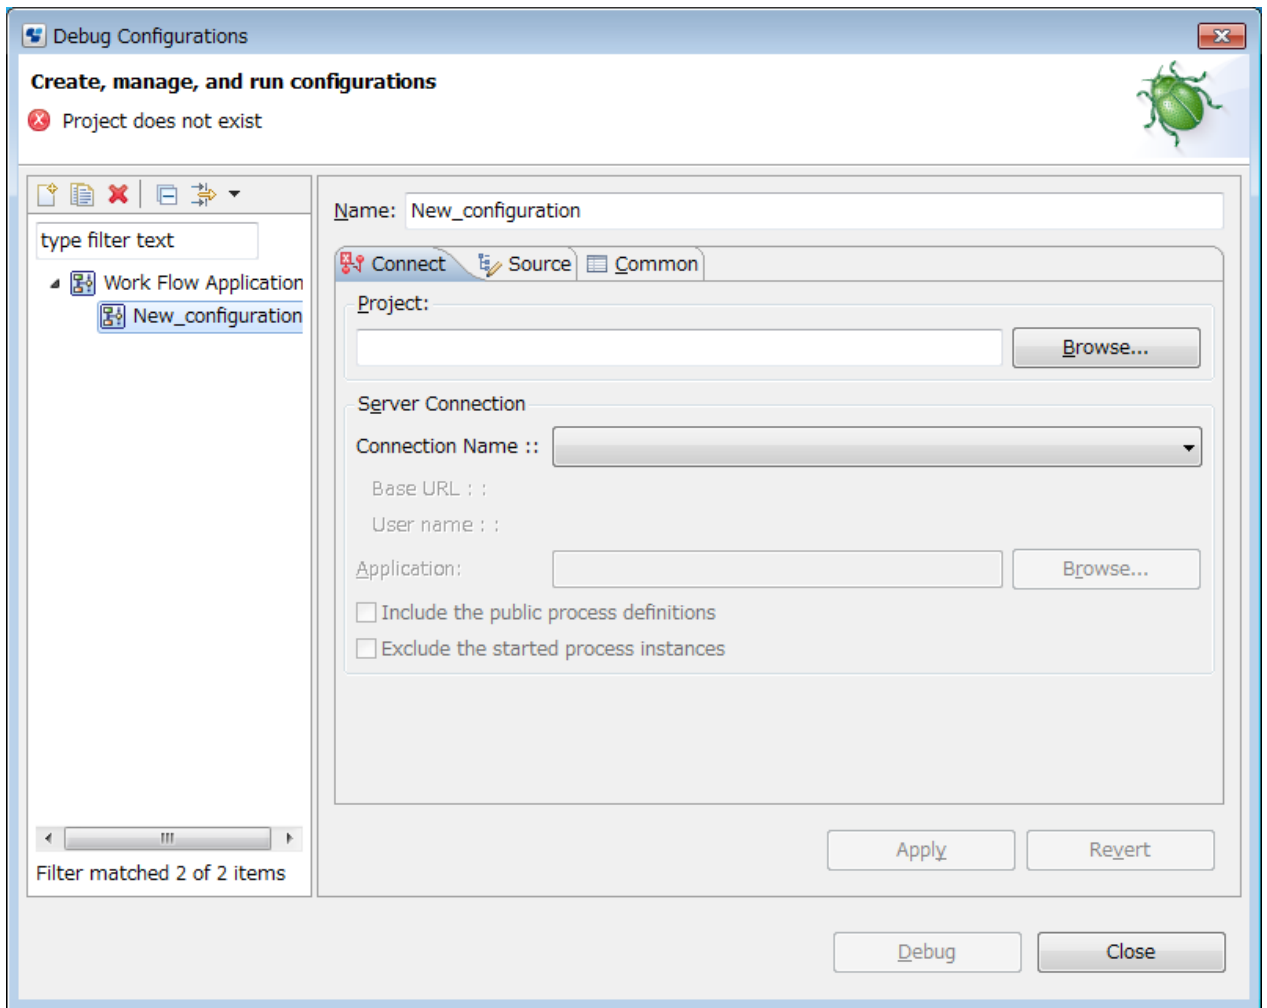 Debug Configurations
Create, manage, and run configurations
Project does not exist
type filter text
Work Flow Application
New_configuration
Filter matched 2 of 2 items
Name: New_configuration
Connect Source Common
Project:
Browse...
Server Connection
Connection Name ::
Base URL : :
User name : :
Application: Browse...
Include the public process definitions
Exclude the started process instances
Apply Revert
Debug Close